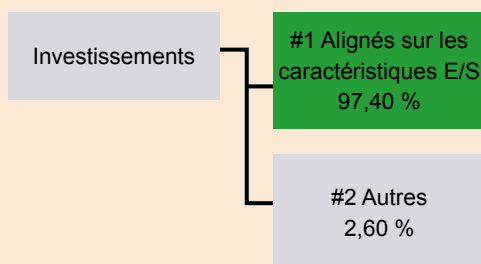 Investissements
#1 Alignés sur les
caractéristiques E/S
97,40 %
#2 Autres
2,60 %